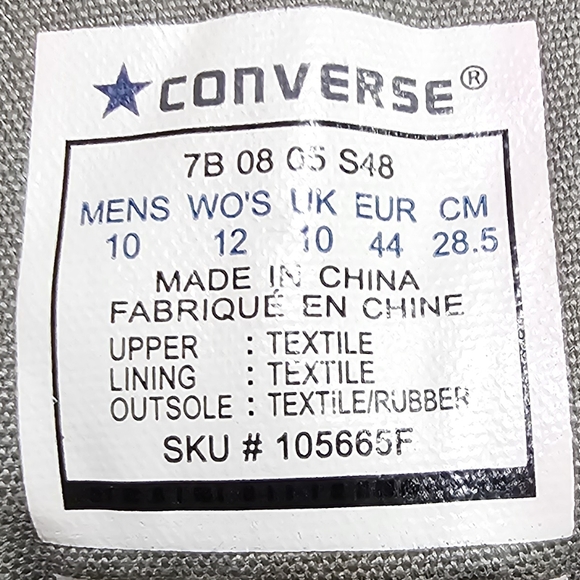 CONVERSE®
7B 08 05 S48
MENS WO'S UK EUR CM
10 12 10 44 28.5
MADE IN CHINA
FABRIQUÉ EN CHINE
UPPER : TEXTILE
LINING : TEXTILE
OUTSOLE : TEXTILE/RUBBER
SKU # 105665F